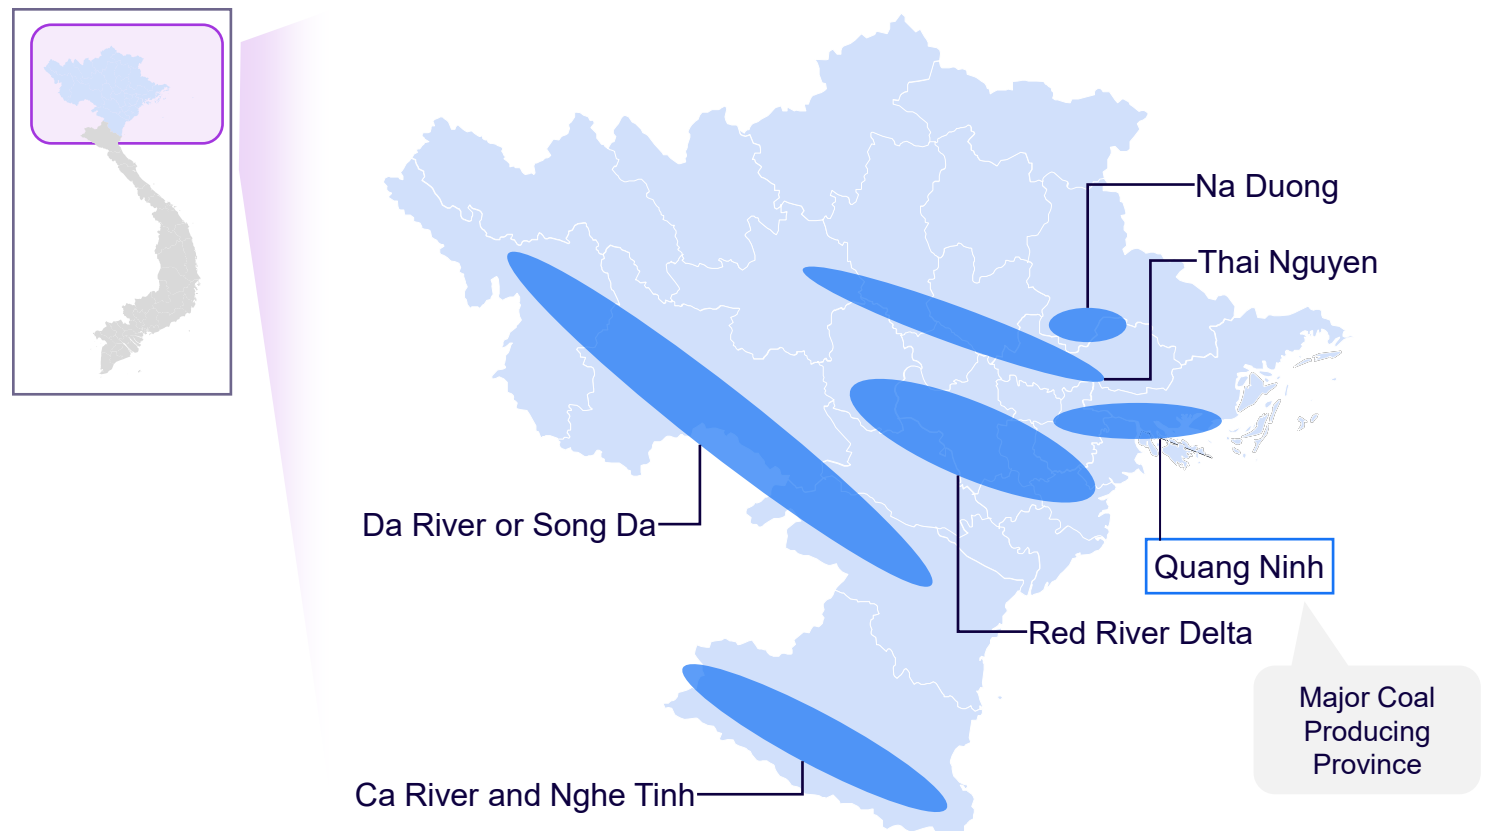 Na Duong
Thai Nguyen
Da River or Song Da
Quang Ninh
Red River Delta
Major Coal
Producing
Province
Ca River and Nghe Tinh